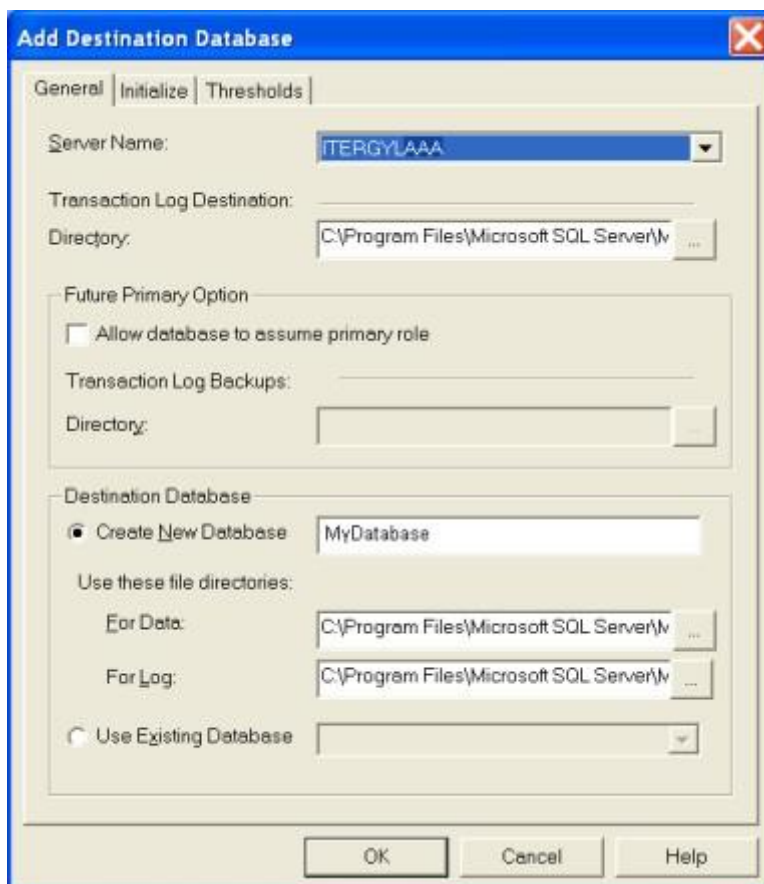 Add Destination Database
General Initialize Thresholds
Server Name: ITERGYLAAA
Transaction Log Destination:
Directory: C:\Program Files\Microsoft SQL Server\M ...
Future Primary Option
Allow database to assume primary role
Transaction Log Backups:
Directory: ...
Destination Database
Create New Database MyDatabase
Use these file directories:
For Data: C:\Program Files\Microsoft SQL Server\M ...
For Log: C:\Program Files\Microsoft SQL Server\M ...
Use Existing Database
OK Cancel Help